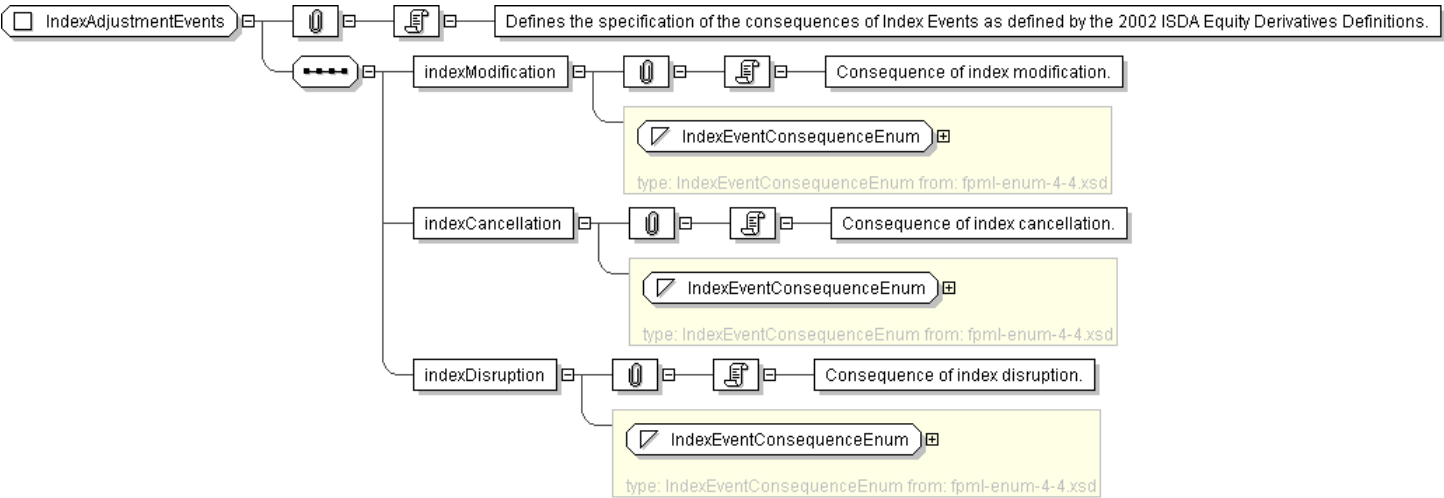 IndexAdjustmentEvents
Defines the specification of the consequences of Index Events as defined by the 2002 ISDA Equity Derivatives Definitions.
indexModification
Consequence of index modification.
IndexEventConsequenceEnum
type: IndexEventConsequenceEnum from: fpml-enum-4-4.xsd
indexCancellation
Consequence of index cancellation.
IndexEventConsequenceEnum
type: IndexEventConsequenceEnum from: fpml-enum-4-4.xsd
indexDisruption
Consequence of index disruption.
IndexEventConsequenceEnum
type: IndexEventConsequenceEnum from: fpml-enum-4-4.xsd